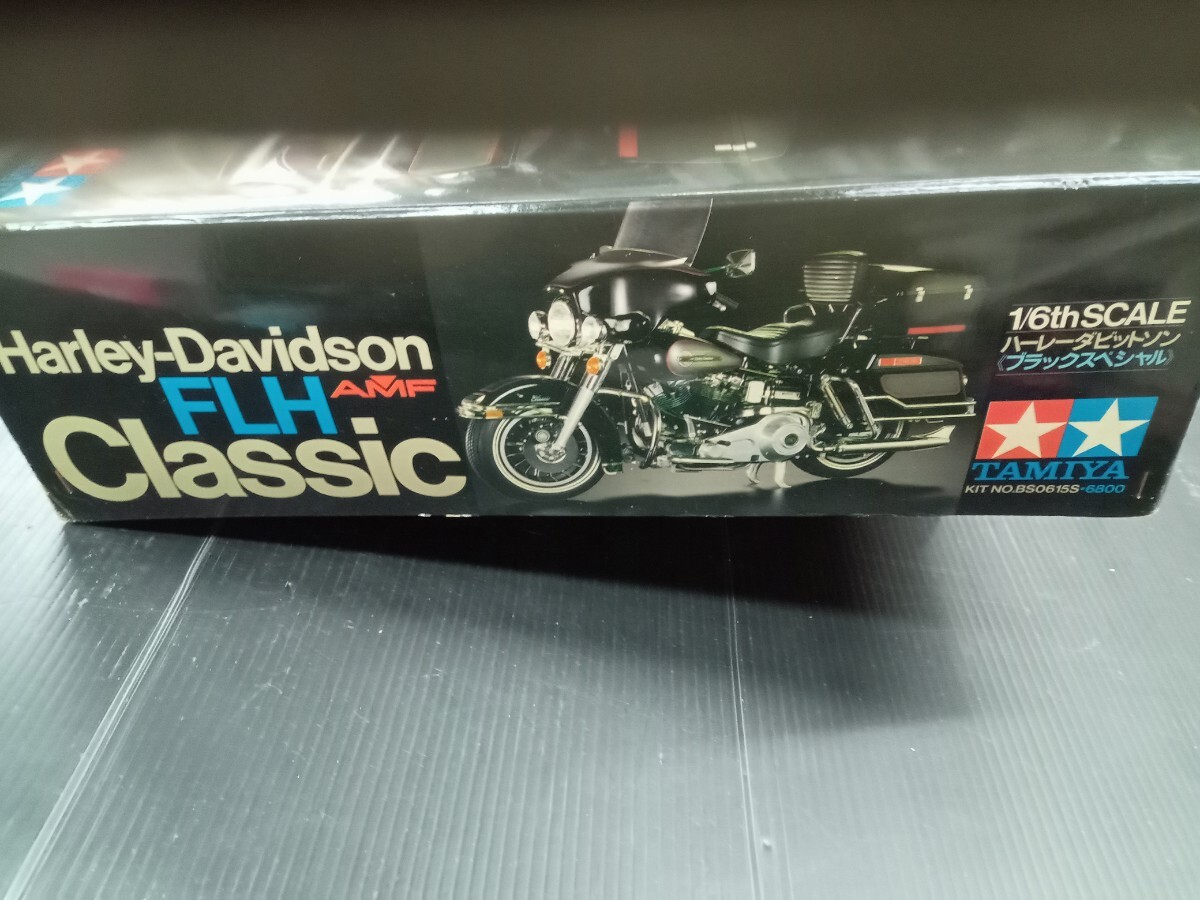 Harley-Davidson
FLH AMF
Classic
1/6th SCALE
ハーレーダビットソン
《ブラックスペシャル》
TAMIYA
KIT NO.BS0615S・6800